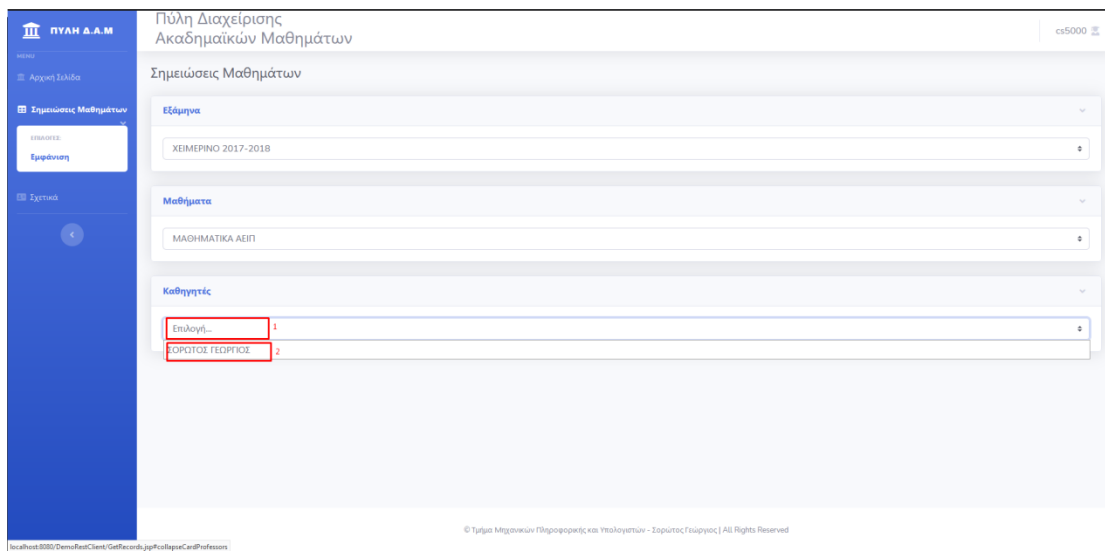 ΠΥΛΗ Δ.Α.Μ
Πύλη Διαχείρισης
Ακαδημαϊκών Μαθημάτων
cs5000
MENU
Αρχική Σελίδα
Σημειώσεις Μαθημάτων
Σημειώσεις Μαθημάτων
ΕΠΙΛΟΓΕΣ:
Εμφάνιση
Σχετικά
Εξάμηνα
ΧΕΙΜΕΡΙΝΟ 2017-2018
Μαθήματα
ΜΑΘΗΜΑΤΙΚΑ ΑΕΙΠ
Καθηγητές
Επιλογή... 1
ΣΟΡΩΤΟΣ ΓΕΩΡΓΙΟΣ 2
© Τμήμα Μηχανικών Πληροφορικής και Υπολογιστών - Σορώτος Γεώργιος | All Rights Reserved
localhost:8080/DemoRestClient/GetRecords.jsp#collapseCardProfessors